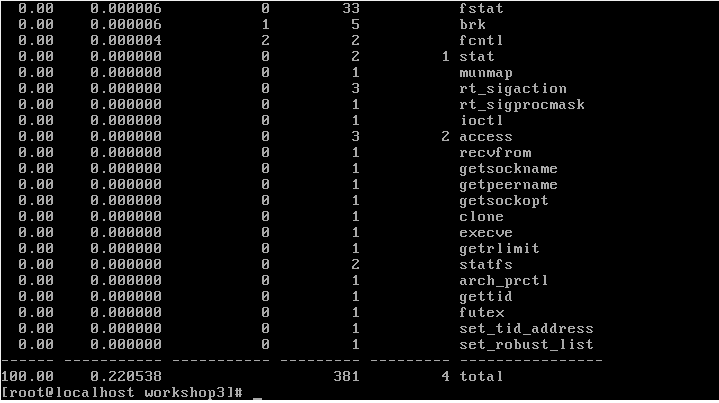 0.00 0.000006 0 33 fstat
0.00 0.000006 1 5 brk
0.00 0.000004 2 2 fcntl
0.00 0.000000 0 2 1 stat
0.00 0.000000 0 1 munmap
0.00 0.000000 0 3 rt_sigaction
0.00 0.000000 0 1 rt_sigprocmask
0.00 0.000000 0 1 ioctl
0.00 0.000000 0 3 2 access
0.00 0.000000 0 1 recvfrom
0.00 0.000000 0 1 getsockname
0.00 0.000000 0 1 getpeername
0.00 0.000000 0 1 getsockopt
0.00 0.000000 0 1 clone
0.00 0.000000 0 1 execve
0.00 0.000000 0 1 getrlimit
0.00 0.000000 0 2 statfs
0.00 0.000000 0 1 arch_prctl
0.00 0.000000 0 1 gettid
0.00 0.000000 0 1 futex
0.00 0.000000 0 1 set_tid_address
0.00 0.000000 0 1 set_robust_list
------ ----------- ----------- --------- --------- ----------------
100.00 0.220538 381 4 total
[root@localhost workshop3]# _